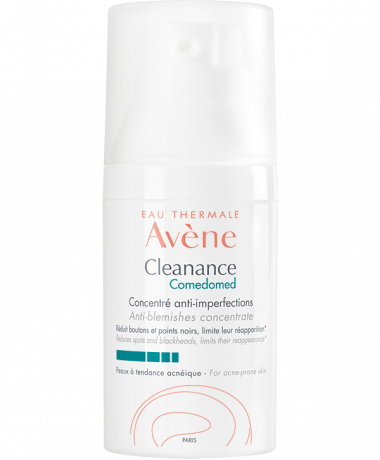 EAU THERMALE
Avène
Cleanance
Comedomed
Concentré anti-imperfections
Anti-blemishes concentrate
Réduit boutons et points noirs, limite leur réapparition*
Reduces spots and blackheads, limits their reappearance*
Peaux à tendance acnéique - For acne-prone skin
PARIS